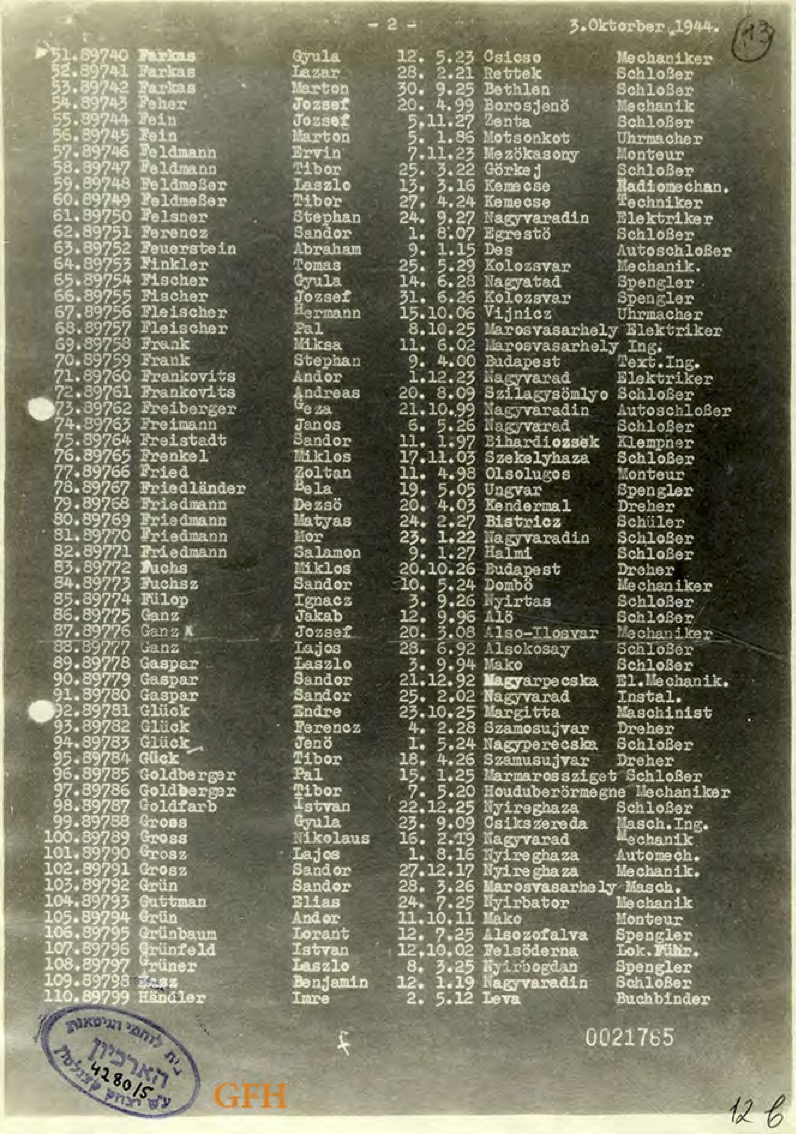 - 2 -
3.Oktorber 1944.
13
51.89740 Farkas Gyula 12. 5.23 Csicso Mechaniker
52.89741 Farkas Lazar 28. 2.21 Rettek Schloßer
53.89742 Farkas Marton 30. 9.25 Bethlen Schloßer
54.89743 Feher Jozsef 20. 4.99 Borosjenö Mechanik
55.89744 Fein Jozsef 5.11.27 Zenta Schloßer
56.89745 Fein Marton 5. 1.86 Motsonkot Uhrmacher
57.89746 Feldmann Ervin 7.11.23 Mezökasony Monteur
58.89747 Feldmann Tibor 25. 3.22 Görkej Schloßer
59.89748 Feldmeßer Laszlo 13. 3.16 Kemecse Radiomechan.
60.89749 Feldmeßer Tibor 27. 4.24 Kemecse Techniker
61.89750 Felsner Stephan 24. 9.27 Nagyvaradin Elektriker
62.89751 Ferencz Sandor 1. 8.07 Egrestö Schloßer
63.89752 Feuerstein Abraham 9. 1.15 Des Autoschloßer
64.89753 Finkler Tomas 25. 5.29 Kolozsvar Mechanik.
65.89754 Fischer Gyula 14. 6.28 Nagyatad Spengler
66.89755 Fischer Jozsef 31. 6.26 Kolozsvar Spengler
67.89756 Fleischer Hermann 15.10.06 Vijnicz Uhrmacher
68.89757 Fleischer Pal 8.10.25 Marosvasarhely Elektriker
69.89758 Frank Miksa 11. 6.02 Marosvasarhely Ing.
70.89759 Frank Stephan 9. 4.00 Budapest Text.Ing.
71.89760 Frankovits Andor 1.12.23 Nagyvarad Elektriker
72.89761 Frankovits Andreas 20. 8.09 Szilagysömlyo Schloßer
73.89762 Freiberger Geza 21.10.99 Nagyvaradin Autoschloßer
74.89763 Freimann Janos 6. 5.26 Nagyvarad Schloßer
75.89764 Freistadt Sandor 11. 1.97 Bihardiozsek Klempner
76.89765 Frenkel Miklos 17.11.03 Szekelyhaza Schloßer
77.89766 Fried Zoltan 11. 4.98 Olsolugos Monteur
78.89767 Friedländer Bela 19. 5.05 Ungvar Spengler
79.89768 Friedmann Dezsö 20. 4.03 Kendermal Dreher
80.89769 Friedmann Matyas 24. 2.27 Bistricz Schüler
81.89770 Friedmann Mor 23. 1.22 Nagyvaradin Schloßer
82.89771 Friedmann Salamon 9. 1.27 Halmi Schloßer
83.89772 Fuchs Miklos 20.10.26 Budapest Dreher
84.89773 Fuchsz Sandor 10. 5.24 Dombö Mechaniker
85.89774 Fülop Ignacz 3. 9.26 Nyirtas Schloßer
86.89775 Ganz Jakab 12. 9.96 Alö Schloßer
87.89776 Ganz Jozsef 20. 3.08 Also-Ilosvar Mechaniker
88.89777 Ganz Lajos 28. 6.92 Alsokosay Schloßer
89.89778 Gaspar Laszlo 3. 9.94 Mako Schloßer
90.89779 Gaspar Sandor 21.12.92 Magyarpecska El.Mechanik.
91.89780 Gaspar Sandor 25. 2.02 Nagyvarad Instal.
92.89781 Glück Endre 23.10.25 Margitta Maschinist
93.89782 Glück Ferencz 4. 2.28 Szamosujvar Dreher
94.89783 Glück Jenö 1. 5.24 Nagyperecska Schloßer
95.89784 Gück Tibor 18. 4.26 Szamusujvar Dreher
96.89785 Goldberger Pal 15. 1.25 Marmarossziget Schloßer
97.89786 Goldberger Tibor 7. 5.20 Houduberörmegne Mechaniker
98.89787 Goldfarb Istvan 22.12.25 Nyireghaza Schloßer
99.89788 Gross Gyula 23. 9.09 Csikszereda Masch.Ing.
100.89789 Gross Nikolaus 16. 2.19 Nagyvarad Mechanik
101.89790 Grosz Lajos 1. 8.16 Nyireghaza Automech.
102.89791 Grosz Sandor 27.12.17 Nyireghaza Mechanik.
103.89792 Grün Sandor 28. 3.26 Marosvasarhely Masch.
104.89793 Guttman Elias 24. 7.25 Nyirbator Mechanik
105.89794 Grün Andor 11.10.11 Mako Monteur
106.89795 Grünbaum Lorant 12. 7.25 Alsozofalva Spengler
107.89796 Grünfeld Istvan 12.10.02 Felsöderna Lok.Führ.
108.89797 Grüner Laszlo 8. 3.25 Nyirbogdan Spengler
109.89798 Benjamin 12. 1.19 Nagyvaradin Schloßer
110.89799 Händler Imre 2. 5.12 Leva Buchbinder
בית לוחמי הגיטאות
הארכיון
4280/5
ע"ש יצחק קצנלסון
GFH
0021765
12 6